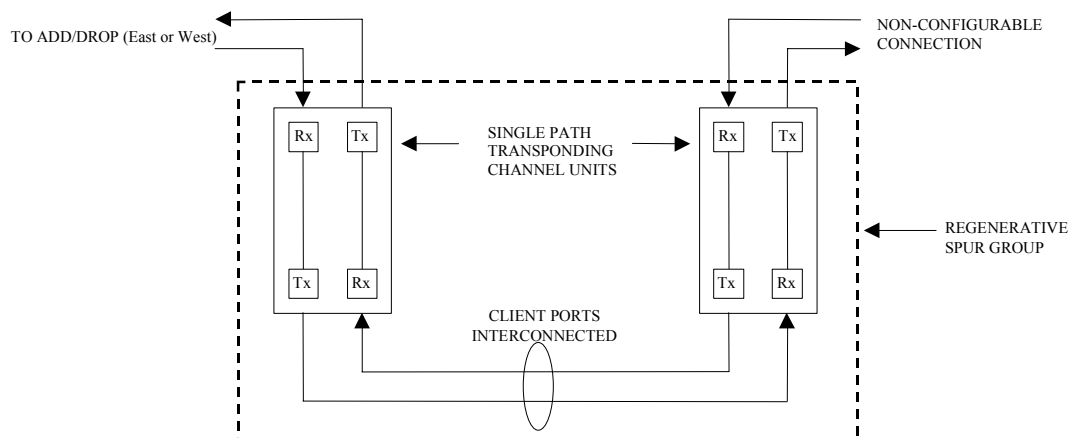 TO ADD/DROP (East or West)
NON-CONFIGURABLE
CONNECTION
Rx
Tx
SINGLE PATH
TRANSPONDING
CHANNEL UNITS
Rx
Tx
REGENERATIVE
SPUR GROUP
Tx
Rx
Tx
Rx
CLIENT PORTS
INTERCONNECTED